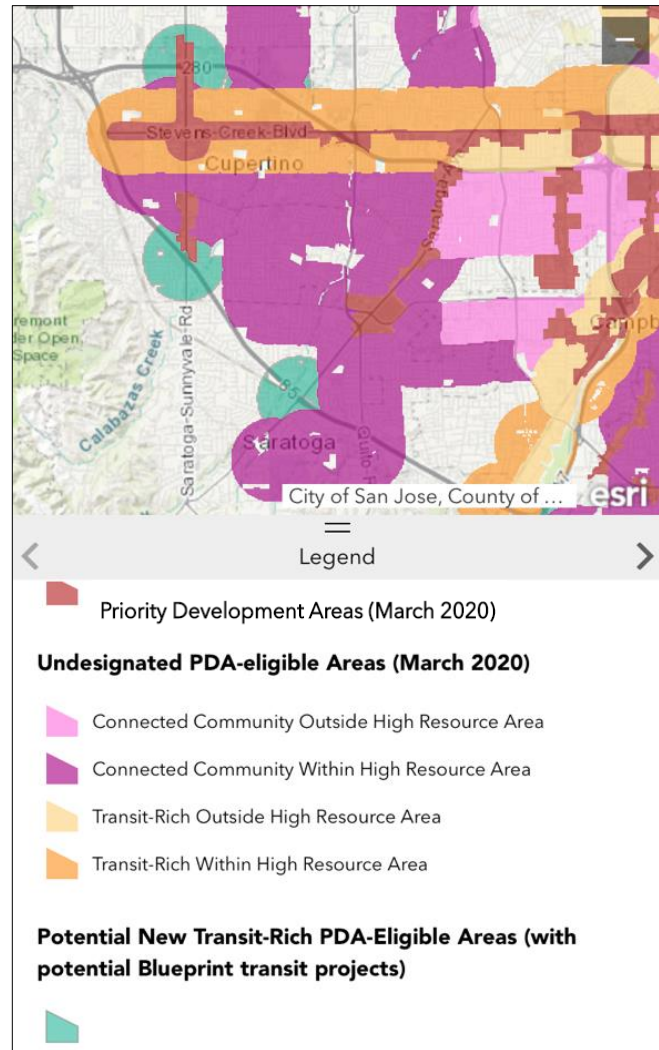 280
Stevens-Creek-Blvd
Cupertino
Saratoga-Ave
Calabazas Creek
Saratoga-Sunnyvale-Rd
Open
Space
85
Saratoga
Quito-R
Campb
17
City of San Jose, County of ...
esri
Legend
Priority Development Areas (March 2020)
Undesignated PDA-eligible Areas (March 2020)
Connected Community Outside High Resource Area
Connected Community Within High Resource Area
Transit-Rich Outside High Resource Area
Transit-Rich Within High Resource Area
Potential New Transit-Rich PDA-Eligible Areas (with
potential Blueprint transit projects)